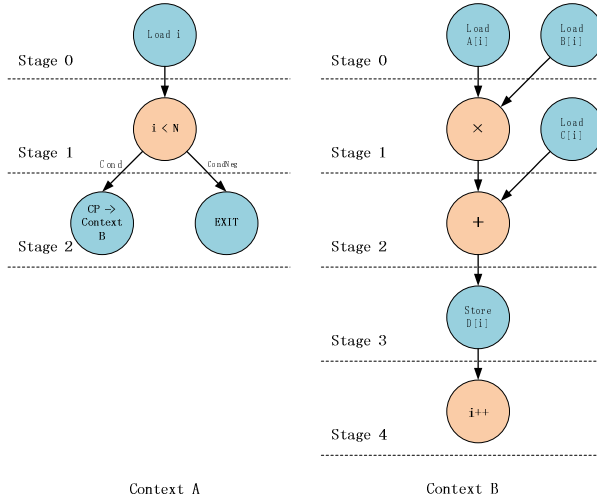 Load i
Stage 0
i < N
Stage 1
Cond
CondNeg
CP ->
Context
B
EXIT
Stage 2
Context A
Load
A[i]
Load
B[i]
Stage 0
×
Load
C[i]
Stage 1
+
Stage 2
Store
D[i]
Stage 3
i++
Stage 4
Context B